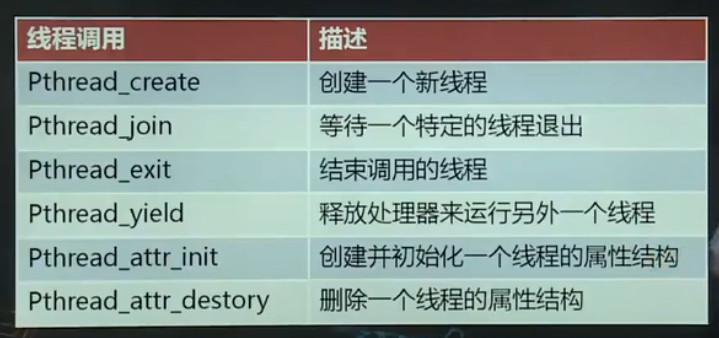 线程调用 描述
Pthread_create 创建一个新线程
Pthread_join 等待一个特定的线程退出
Pthread_exit 结束调用的线程
Pthread_yield 释放处理器来运行另外一个线程
Pthread_attr_init 创建并初始化一个线程的属性结构
Pthread_attr_destory 删除一个线程的属性结构